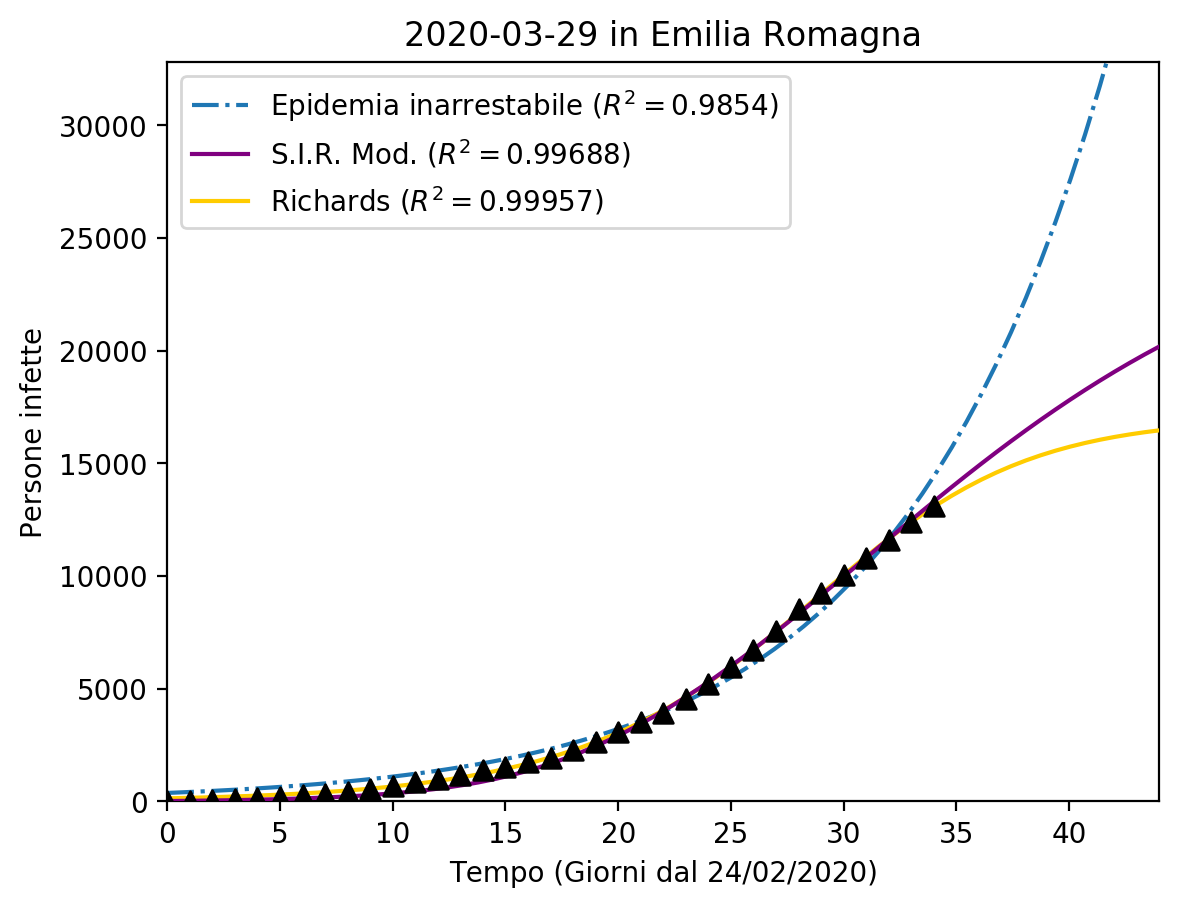 2020-03-29 in Emilia Romagna
Epidemia inarrestabile (R² = 0.9854)
S.I.R. Mod. (R² = 0.99688)
Richards (R² = 0.99957)
Persone infette
30000
25000
20000
15000
10000
5000
0
0 5 10 15 20 25 30 35 40
Tempo (Giorni dal 24/02/2020)